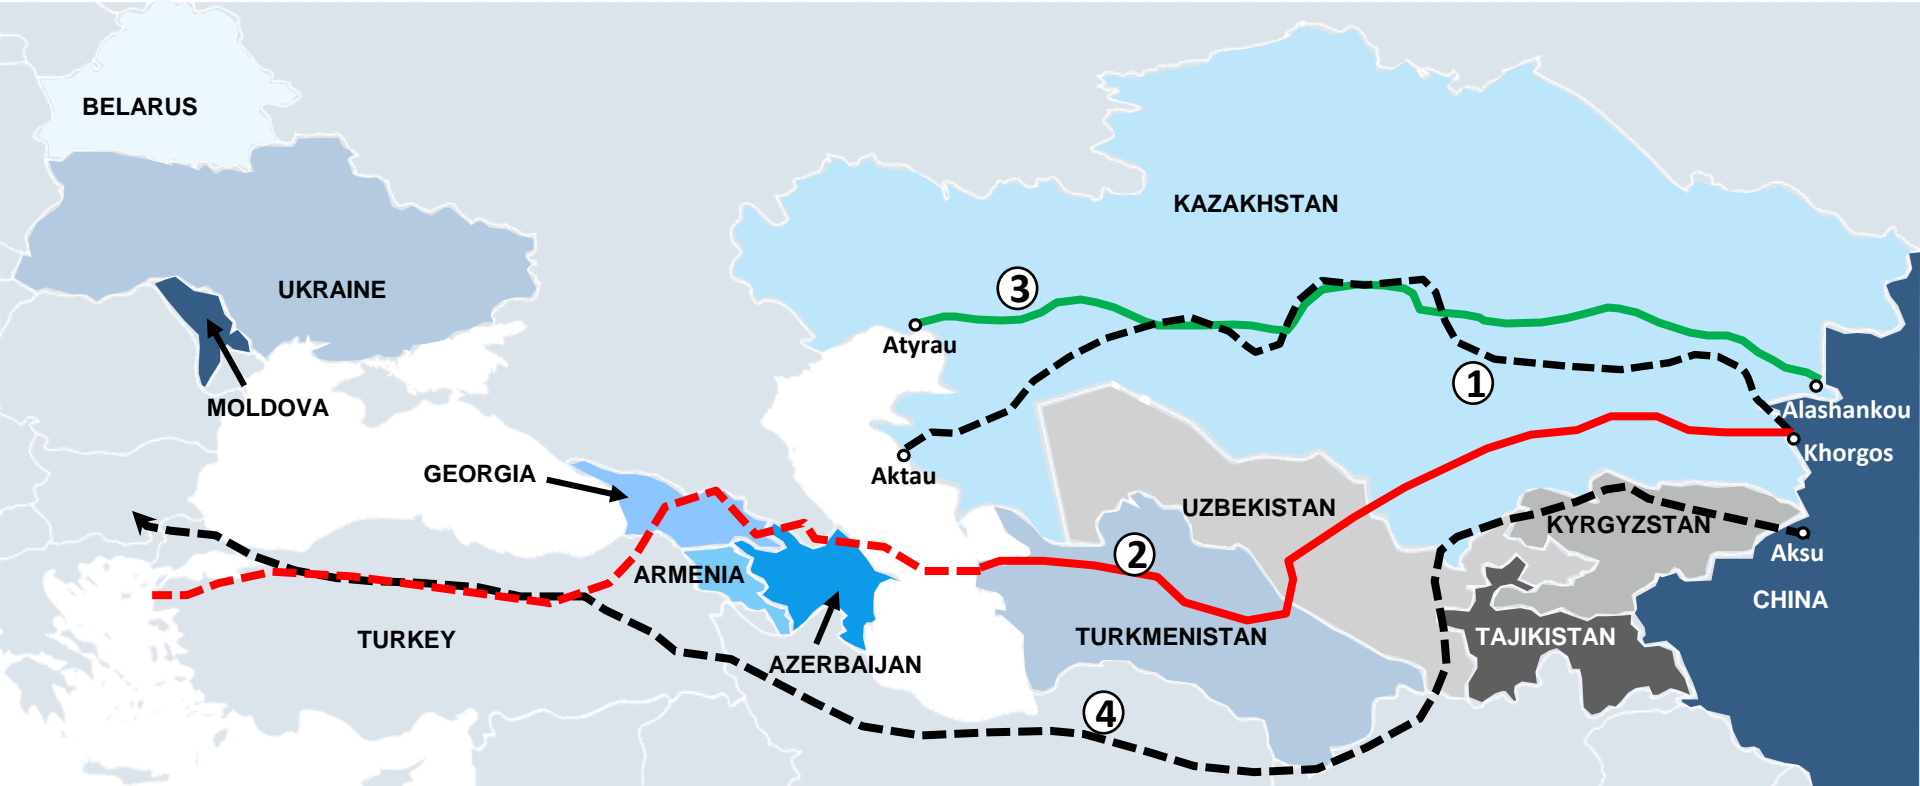 BELARUS
KAZAKHSTAN
UKRAINE
3
Atyrau
1
MOLDOVA
Alashankou
Khorgos
GEORGIA
Aktau
UZBEKISTAN
KYRGYZSTAN
Aksu
2
ARMENIA
CHINA
TURKEY
TURKMENISTAN
TAJIKISTAN
AZERBAIJAN
4